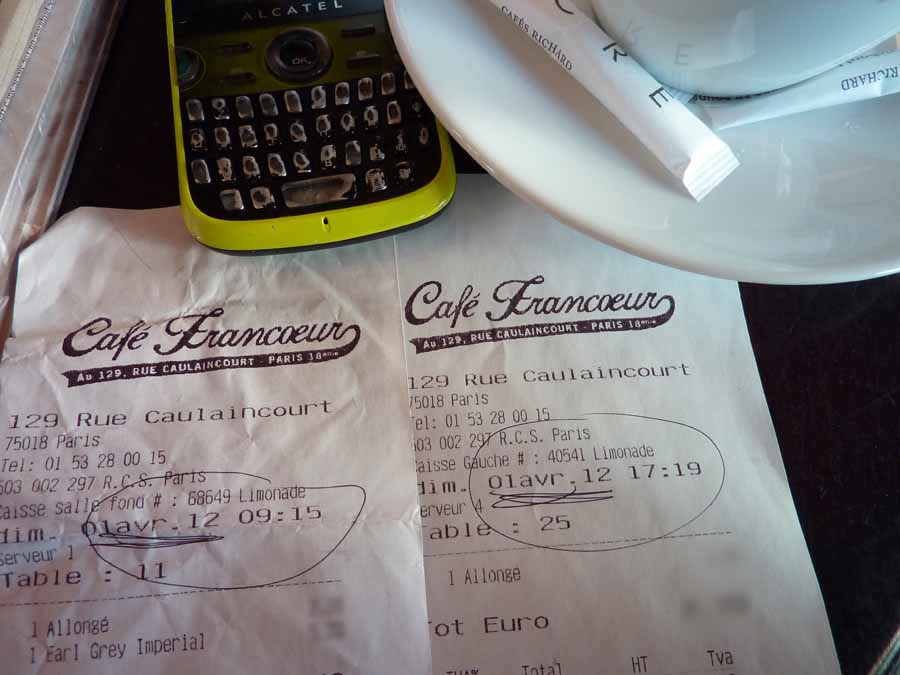 ALCATEL
OK
CAFÉS RICHARD
RICHARD
Café Francoeur
Au 129, RUE CAULAINCOURT - PARIS 18ème
129 Rue Caulaincourt
75018 Paris
Tel: 01 53 28 00 15
503 002 297 R.C.S. Paris
Caisse salle fond # : 68649 Limonade
dim. 01avr.12 09:15
Serveur 1
Table : 11
1 Allongé
1 Earl Grey Imperial
Café Francoeur
Au 129, RUE CAULAINCOURT - PARIS 18ème
129 Rue Caulaincourt
75018 Paris
Tel: 01 53 28 00 15
503 002 297 R.C.S. Paris
Caisse Gauche # : 40541 Limonade
dim. 01avr.12 17:19
Serveur 4
Table : 25
1 Allongé
Tot Euro
Total HT Tva